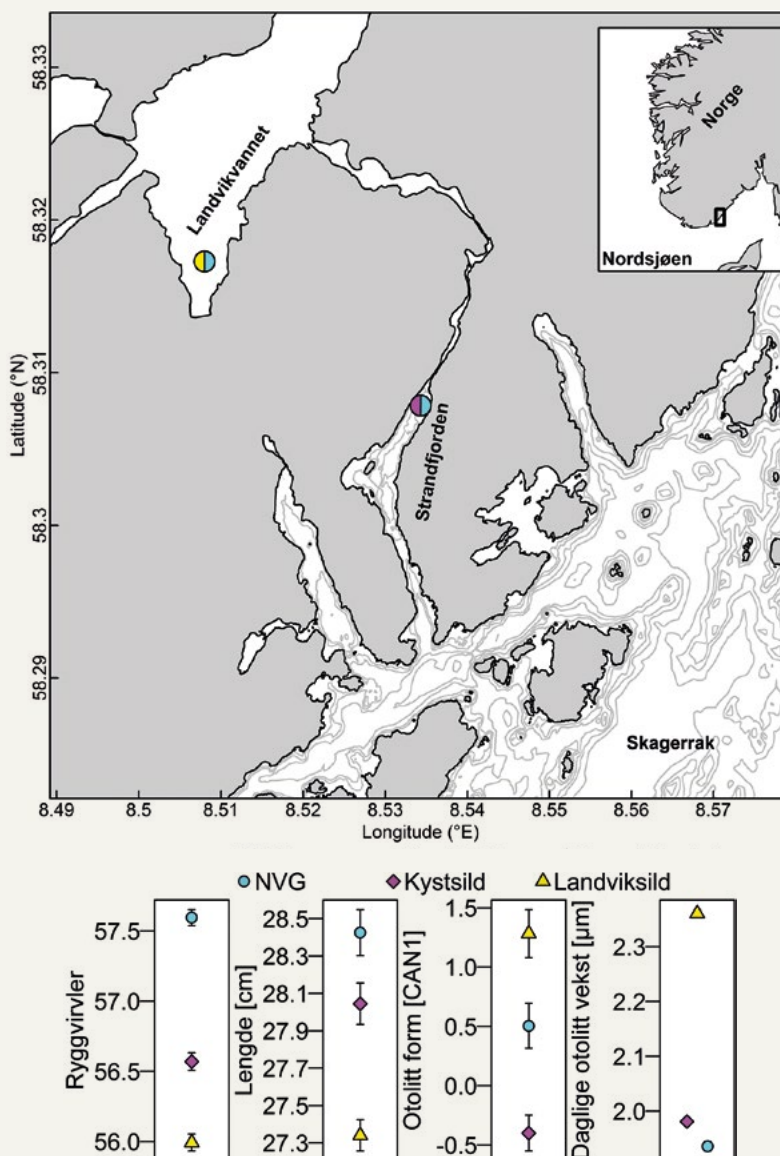 58.33
58.32
58.31
58.3
58.29
Latitude (°N)
Landvikvannet
Strandfjorden
Norge
Nordsjøen
Skagerrak
8.49 8.5 8.51 8.52 8.53 8.54 8.55 8.56 8.57
Longitude (°E)
NVG Kystsild Landviksild
Ryggvirvler
57.5
57.0
56.5
56.0
Lengde [cm]
28.5
28.3
28.1
27.9
27.7
27.5
27.3
Otolitt form [CAN1]
1.5
1.0
0.5
0.0
-0.5
Daglige otolitt vekst [µm]
2.3
2.2
2.1
2.0